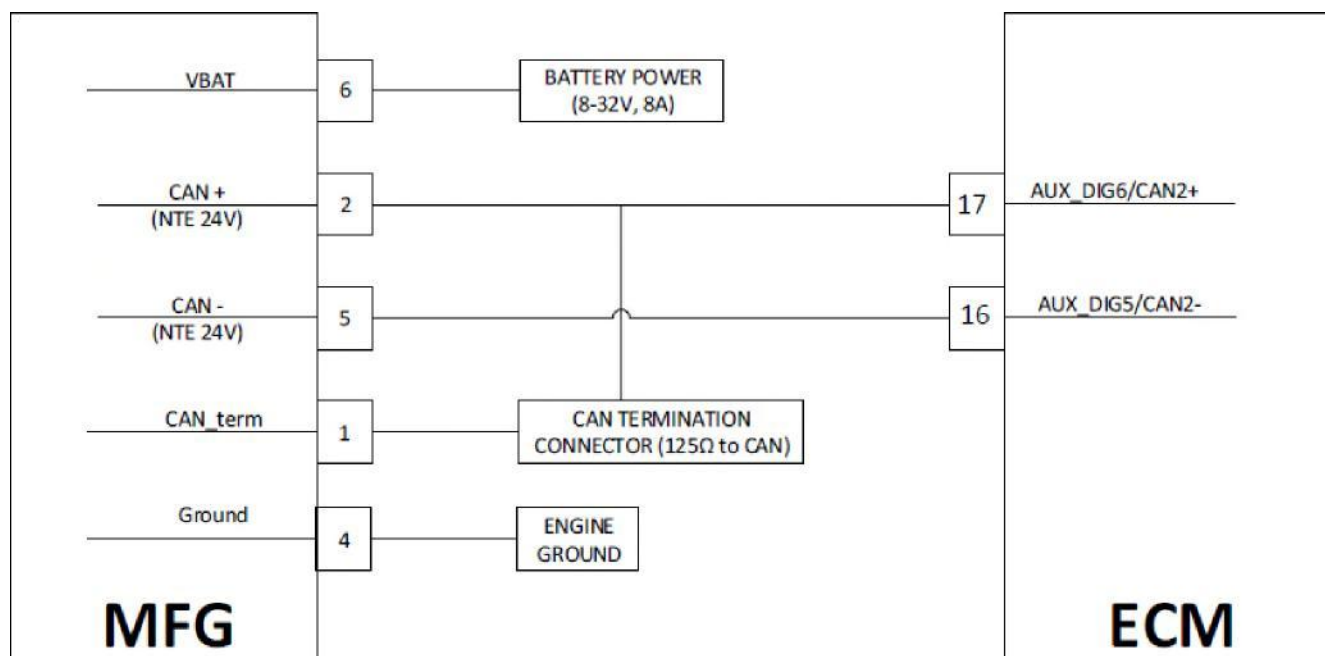 VBAT
6
BATTERY POWER
(8-32V, 8A)
CAN +
(NTE 24V)
2
17
AUX_DIG6/CAN2+
CAN -
(NTE 24V)
5
16
AUX_DIG5/CAN2-
CAN_term
1
CAN TERMINATION
CONNECTOR (125Ω to CAN)
Ground
4
ENGINE
GROUND
MFG
ECM